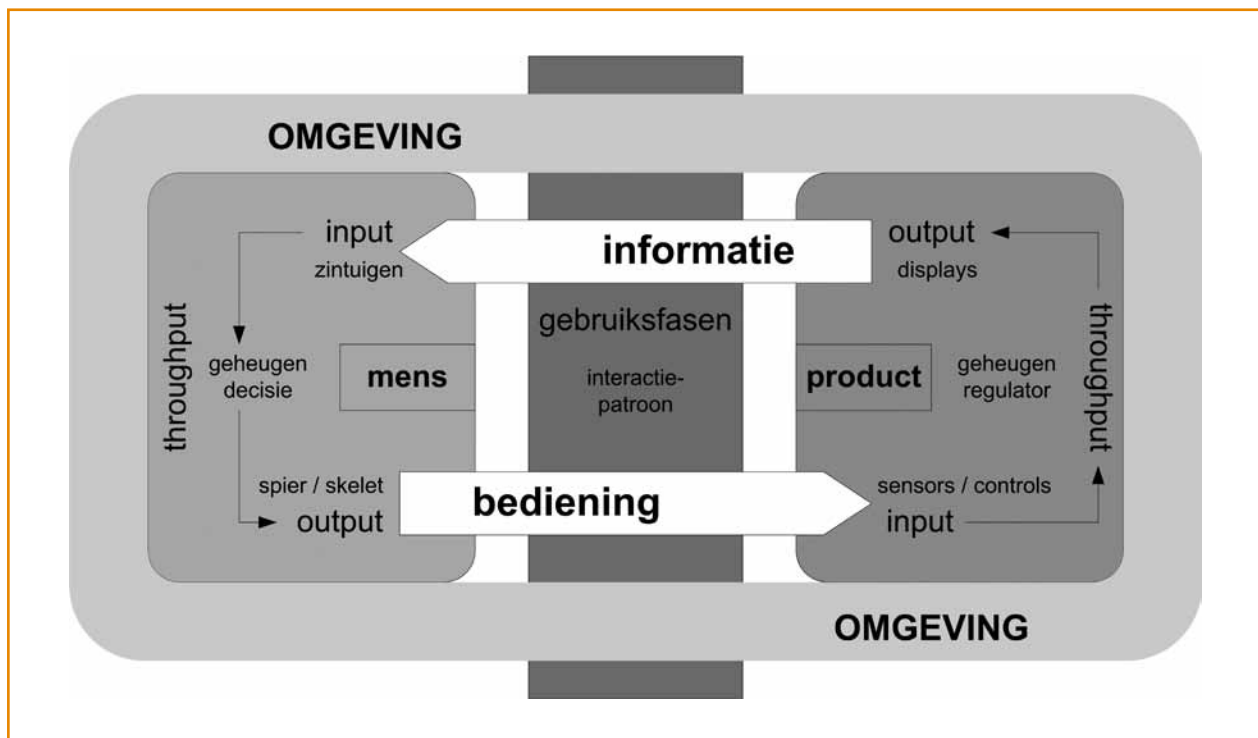 OMGEVING
input
zintuigen
informatie
output
displays
throughput
geheugen
decisie
mens
gebruiksfasen
interactie-
patroon
product
geheugen
regulator
throughput
spier / skelet
output
bediening
sensors / controls
input
OMGEVING